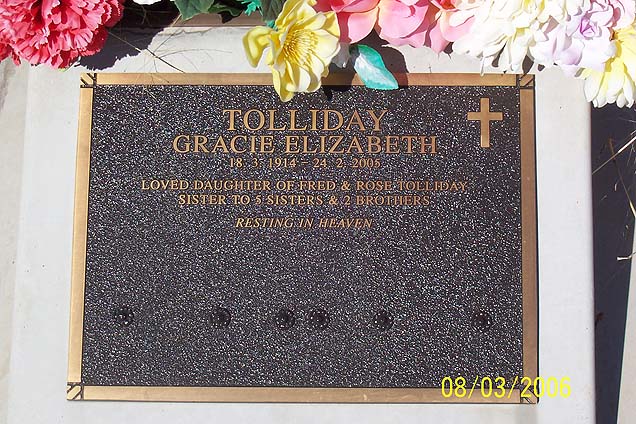 TOLLIDAY
GRACIE ELIZABETH
18. 3. 1914 - 24. 2. 2005
LOVED DAUGHTER OF FRED & ROSE TOLLIDAY
SISTER TO 5 SISTERS & 2 BROTHERS
RESTING IN HEAVEN
08/03/2006